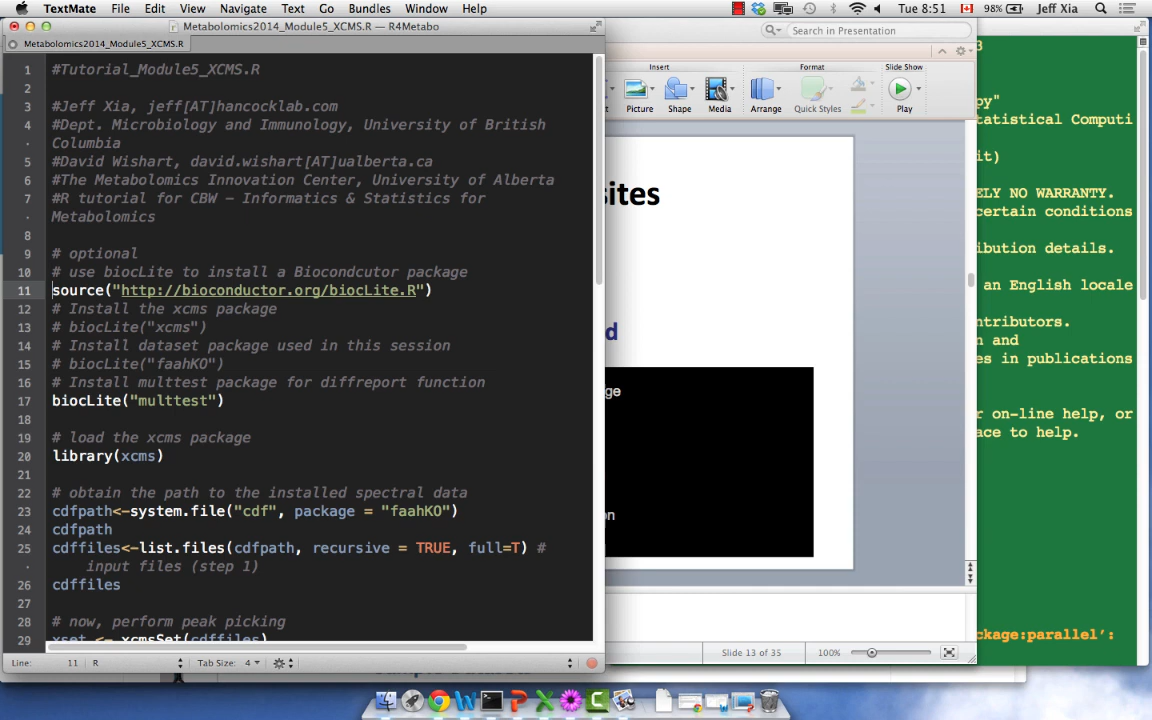 TextMate File Edit View Navigate Text Go Bundles Window Help Tue 8:51 98% Jeff Xia
Metabolomics2014_Module5_XCMS.R — R4Metabo
Metabolomics2014_Module5_XCMS.R
1 #Tutorial_Module5_XCMS.R
2
3 #Jeff Xia, jeff[AT]hancocklab.com
4 #Dept. Microbiology and Immunology, University of British
Columbia
5 #David Wishart, david.wishart[AT]ualberta.ca
6 #The Metabolomics Innovation Center, University of Alberta
7 #R tutorial for CBW - Informatics & Statistics for
Metabolomics
8
9 # optional
10 # use biocLite to install a Biocondcutor package
11 source("http://bioconductor.org/biocLite.R")
12 # Install the xcms package
13 # biocLite("xcms")
14 # Install dataset package used in this session
15 # biocLite("faahKO")
16 # Install multtest package for diffreport function
17 biocLite("multtest")
18
19 # load the xcms package
20 library(xcms)
21
22 # obtain the path to the installed spectral data
23 cdfpath<-system.file("cdf", package = "faahKO")
24 cdfpath
25 cdffiles<-list.files(cdfpath, recursive = TRUE, full=T) #
input files (step 1)
26 cdffiles
27
28 # now, perform peak picking
29 xset <- xcmsSet(cdffiles)
Line: 11 R Tab Size: 4
Search in Presentation
Insert Format Slide Show
Picture Shape Media Arrange Quick Styles Play
sites
d
ge
on
Slide 13 of 35 100%
3
py"
tatistical Computi
it)
ELY NO WARRANTY.
certain conditions
ibution details.
an English locale
ntributors.
n and
es in publications
r on-line help, or
ace to help.
ckage:parallel’: